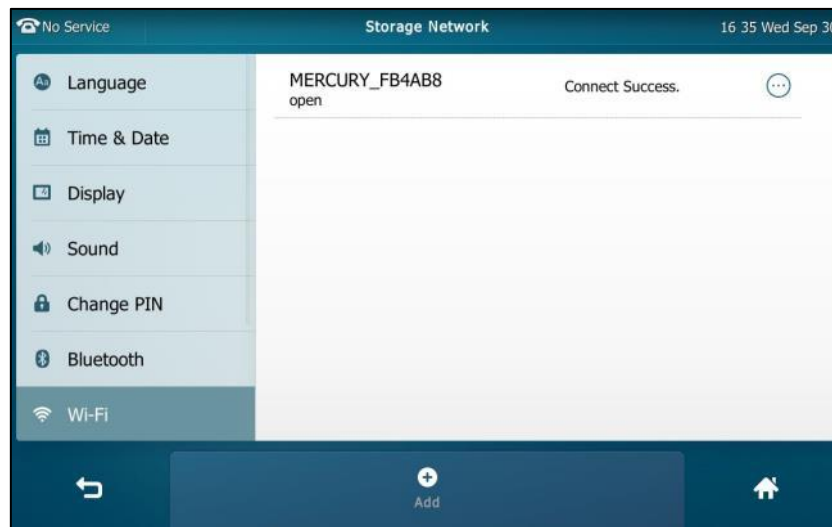 No Service
Storage Network
16 35 Wed Sep 30
Language
Time & Date
Display
Sound
Change PIN
Bluetooth
Wi-Fi
MERCURY_FB4AB8
open
Connect Success.
Add